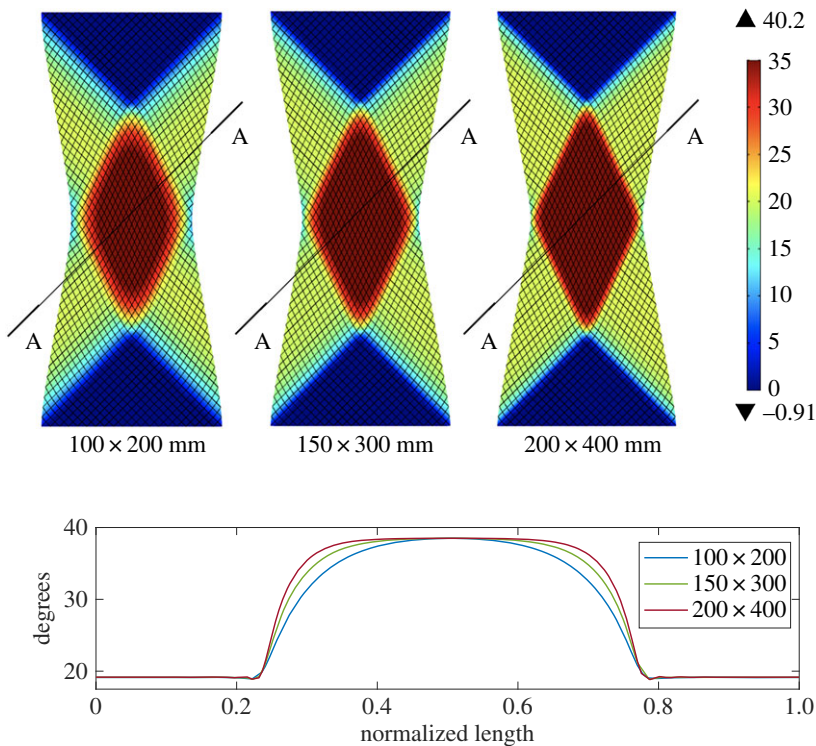 ▲ 40.2
35
30
25
20
15
10
5
0
▼ –0.91
A
A
A
A
A
A
100 × 200 mm
150 × 300 mm
200 × 400 mm
40
30
20
degrees
100 × 200
150 × 300
200 × 400
0
0.2
0.4
0.6
0.8
1.0
normalized length